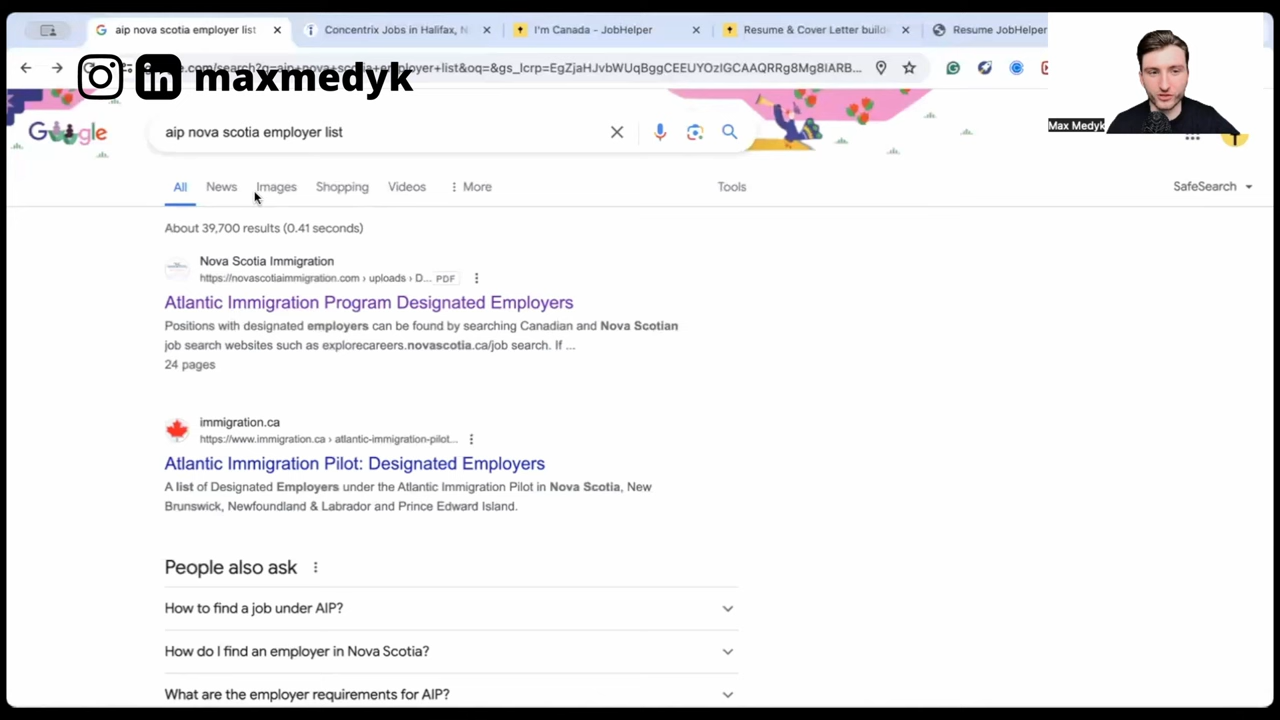 aip nova scotia employer list
Concentrix Jobs in Halifax, N
I'm Canada - JobHelper
Resume & Cover Letter build
Resume JobHelper
maxmedyk
.com/search?q=aip+nova+scotia+employer+list&oq=&gs_lcrp=EgZjaHJvbWUqBggCEEUYOzIGCAAQRRg8Mg8IARB...
Max Medyk
Google
aip nova scotia employer list
All
News
Images
Shopping
Videos
More
Tools
SafeSearch
About 39,700 results (0.41 seconds)
Nova Scotia Immigration
https://novascotiaimmigration.com › uploads › D... PDF
Atlantic Immigration Program Designated Employers
Positions with designated employers can be found by searching Canadian and Nova Scotian
job search websites such as explorecareers.novascotia.ca/job search. If ...
24 pages
immigration.ca
https://www.immigration.ca › atlantic-immigration-pilot...
Atlantic Immigration Pilot: Designated Employers
A list of Designated Employers under the Atlantic Immigration Pilot in Nova Scotia, New
Brunswick, Newfoundland & Labrador and Prince Edward Island.
People also ask
How to find a job under AIP?
How do I find an employer in Nova Scotia?
What are the employer requirements for AIP?